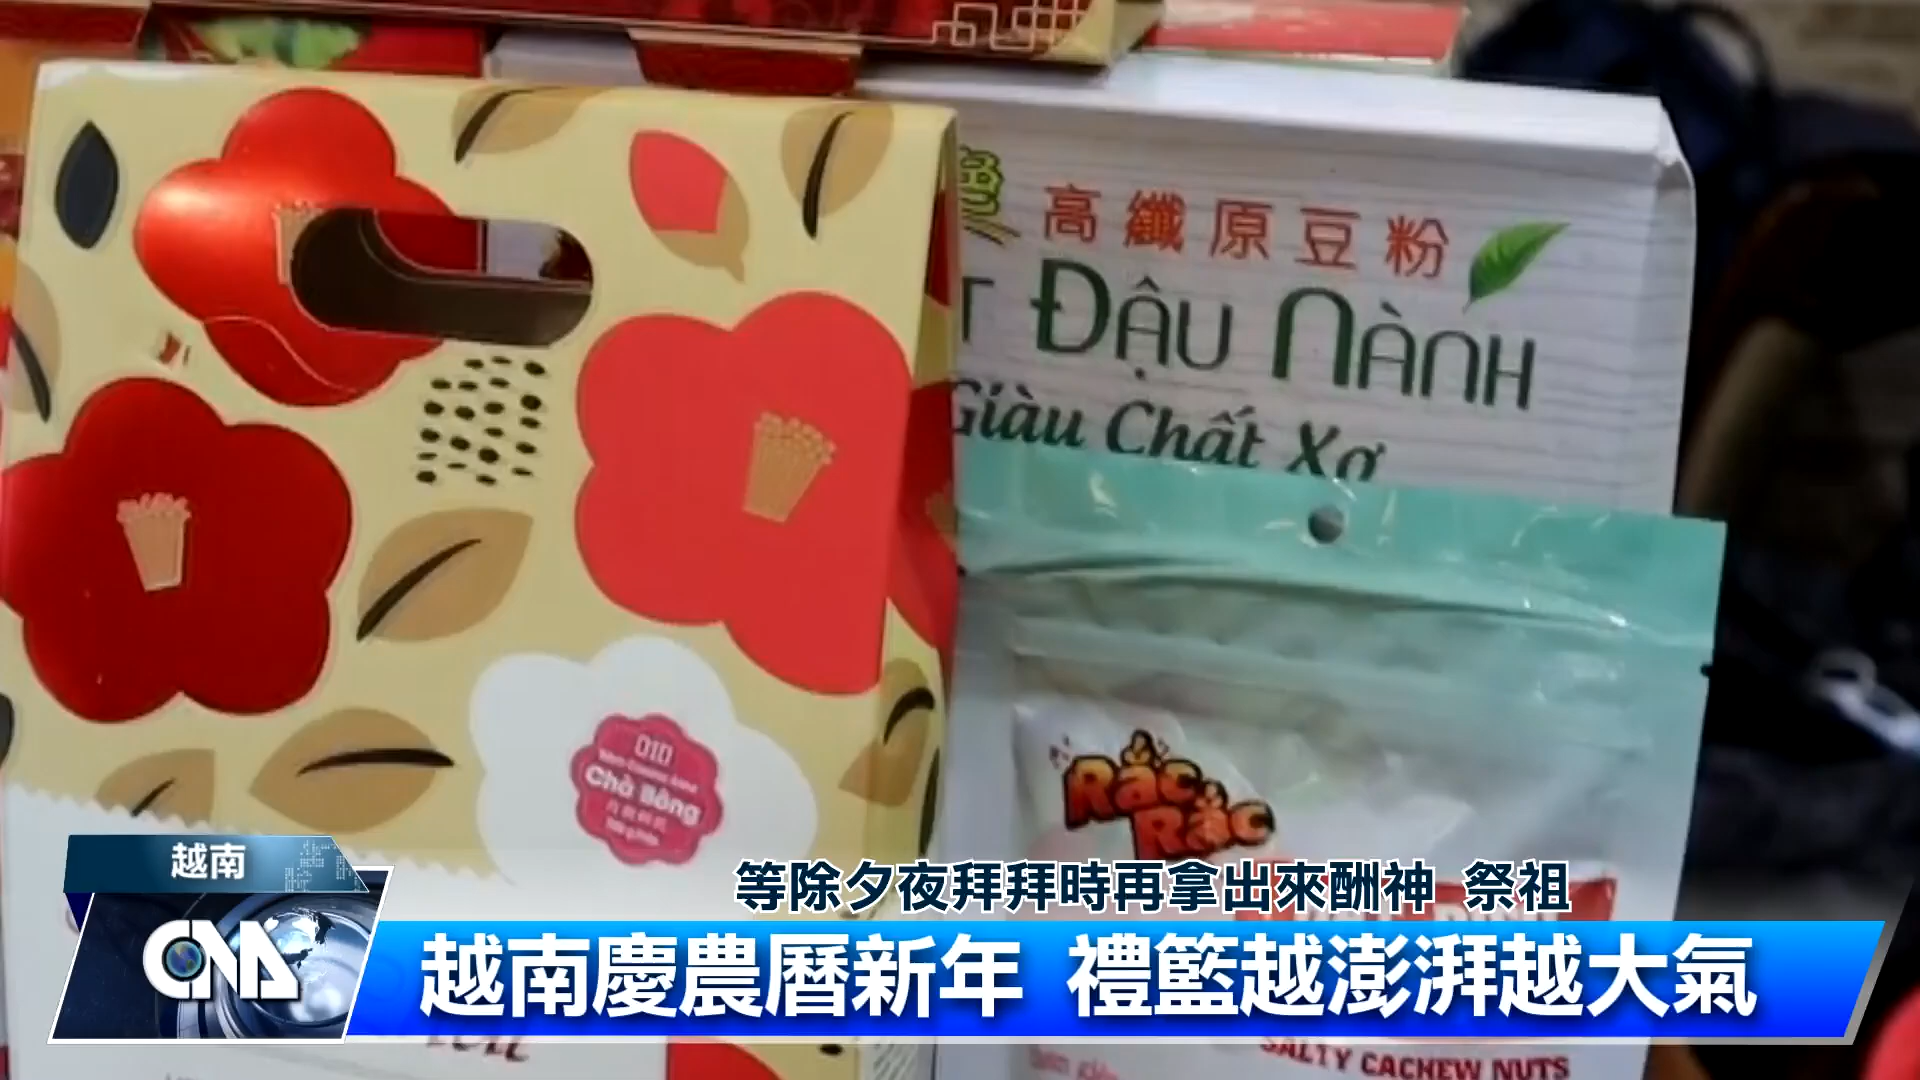 高纖原豆粉
T ĐẬU NÀNH
Giàu Chất Xơ
010
Chà Bông
Rắc Rắc
越南
等除夕夜拜拜時再拿出來酬神 祭祖
CNA
越南慶農曆新年 禮籃越澎湃越大氣
SALTY CACHEW NUTS